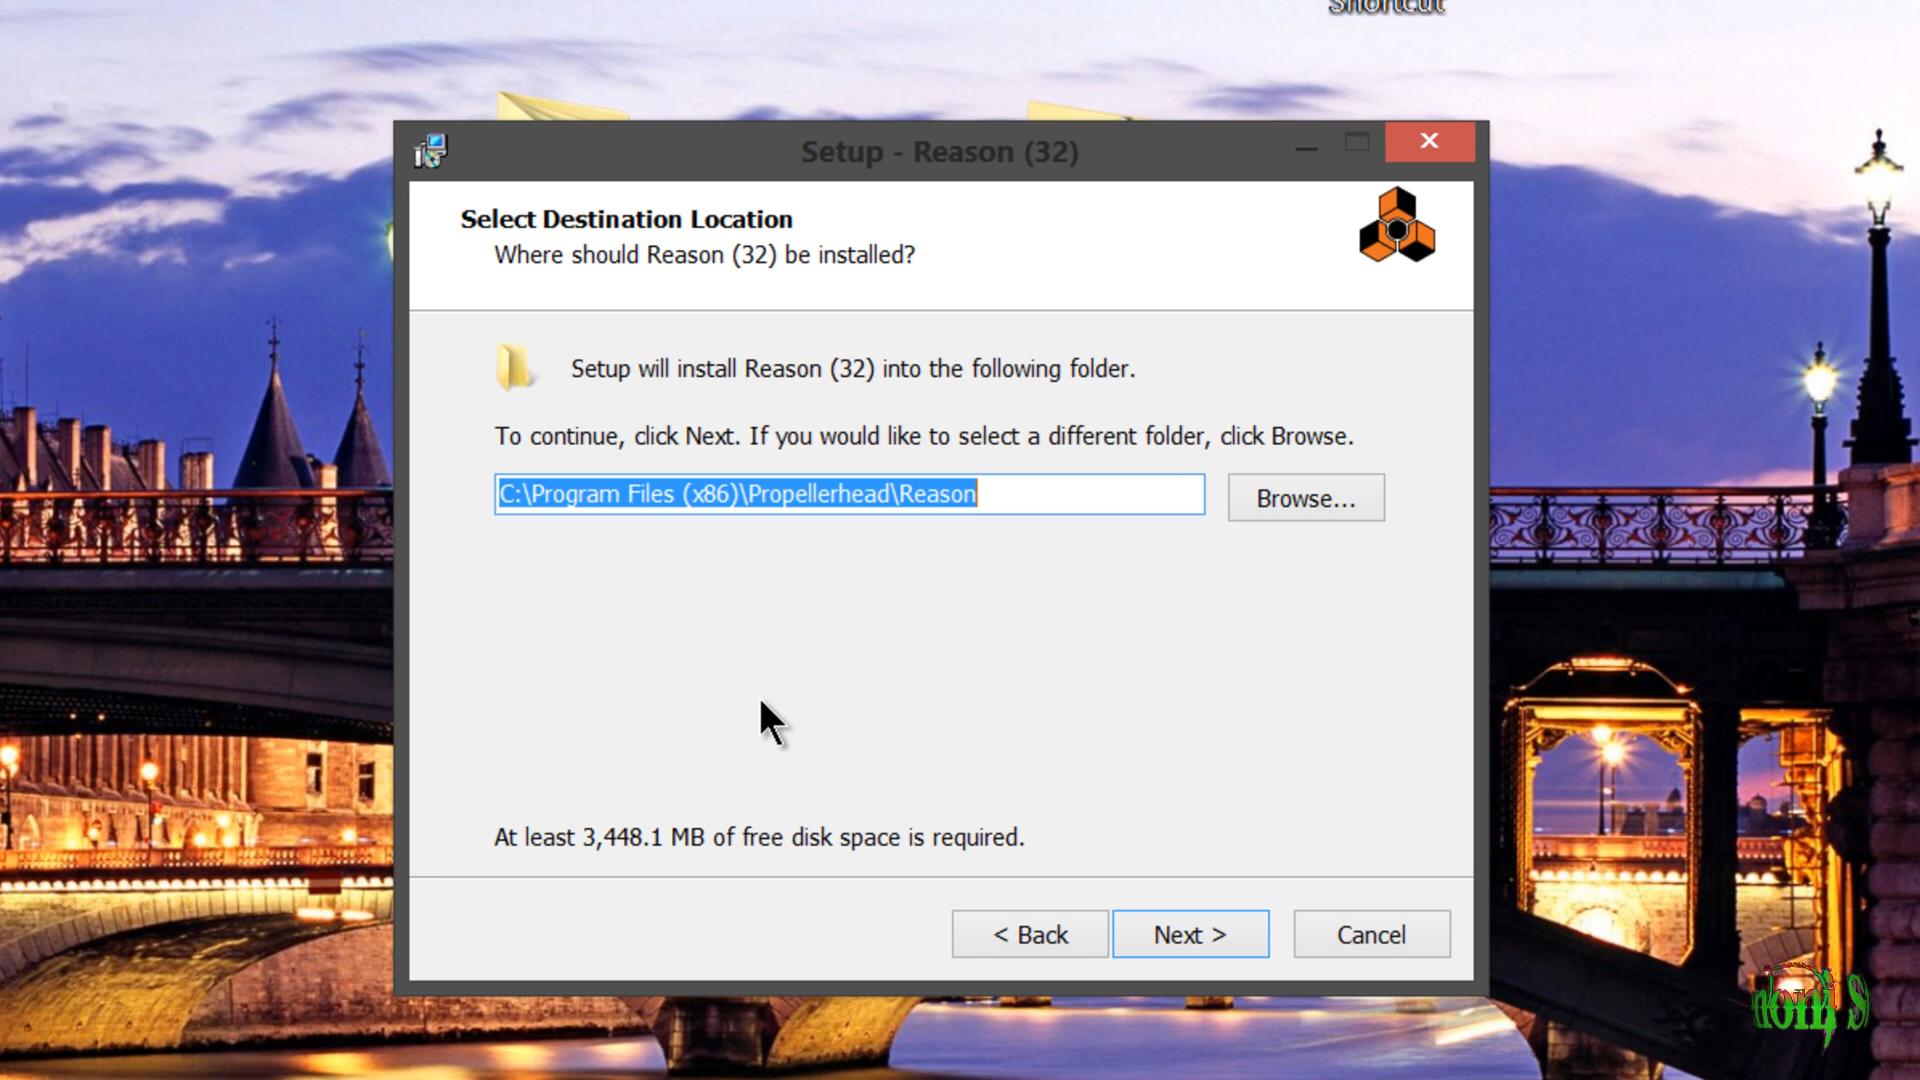 Shortcut
Setup - Reason (32)
Select Destination Location
Where should Reason (32) be installed?
Setup will install Reason (32) into the following folder.
To continue, click Next. If you would like to select a different folder, click Browse.
C:\Program Files (x86)\Propellerhead\Reason
Browse...
At least 3,448.1 MB of free disk space is required.
< Back
Next >
Cancel